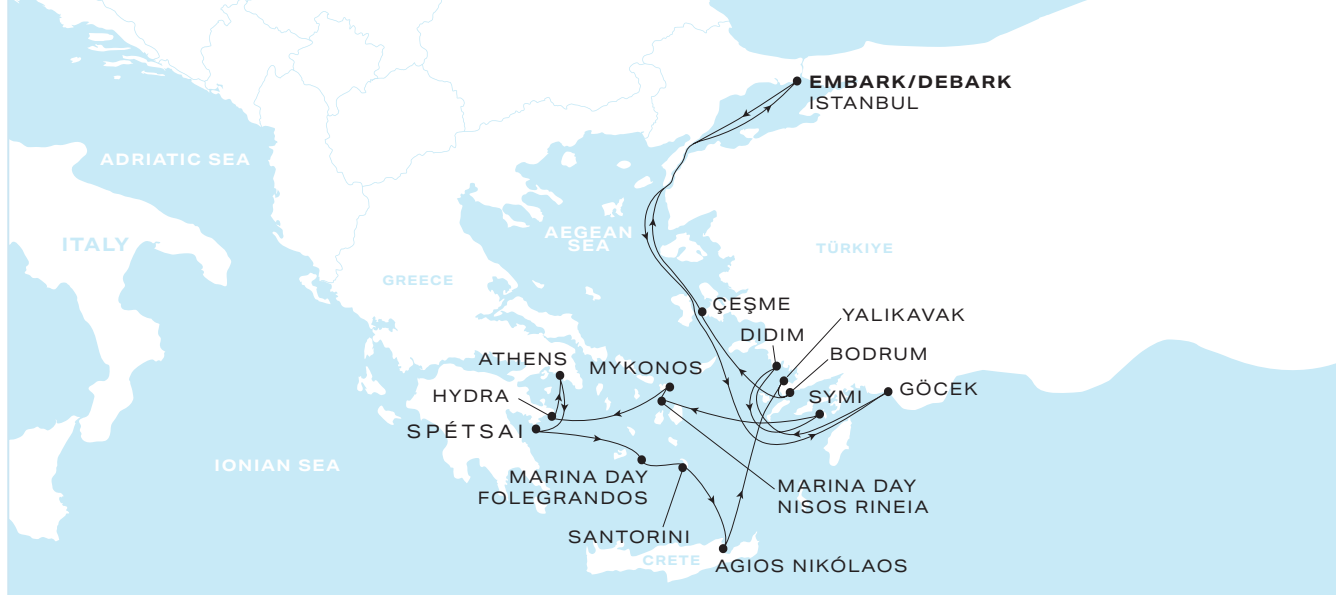 EMBARK/DEBARK
ISTANBUL
ADRIATIC SEA
ITALY
AEGEAN
SEA
TÜRKIYE
GREECE
ÇEŞME
YALIKAVAK
DIDIM
BODRUM
ATHENS
MYKONOS
HYDRA
SYMI
GÖCEK
SPÉTSAI
IONIAN SEA
MARINA DAY
FOLEGRANDOS
MARINA DAY
NISOS RINEIA
SANTORINI
CRETE
AGIOS NIKÓLAOS